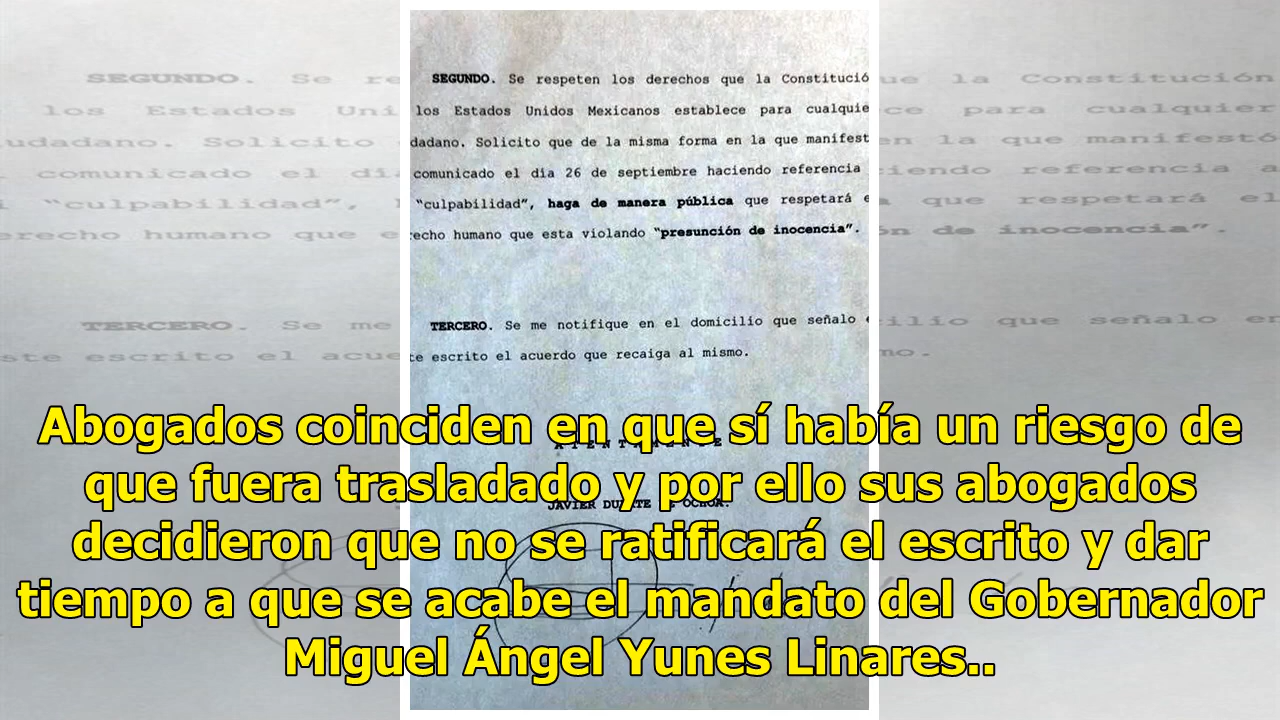 SEGUNDO. Se respeten los derechos que la Constitució
los Estados Unidos Mexicanos establece para cualquie
dadano. Solicito que de la misma forma en la que manifest
comunicado el dia 26 de septiembre haciendo referencia
"culpabilidad", haga de manera pública que respetará e
echo humano que esta violando "presunción de inocencia".
TERCERO. Se me notifique en el domicilio que señalo
te escrito el acuerdo que recaiga al mismo.
Abogados coinciden en que sí había un riesgo de
que fuera trasladado y por ello sus abogados
JAVIER DUARTE OCHOA.
decidieron que no se ratificará el escrito y dar
tiempo a que se acabe el mandato del Gobernador
Miguel Ángel Yunes Linares..